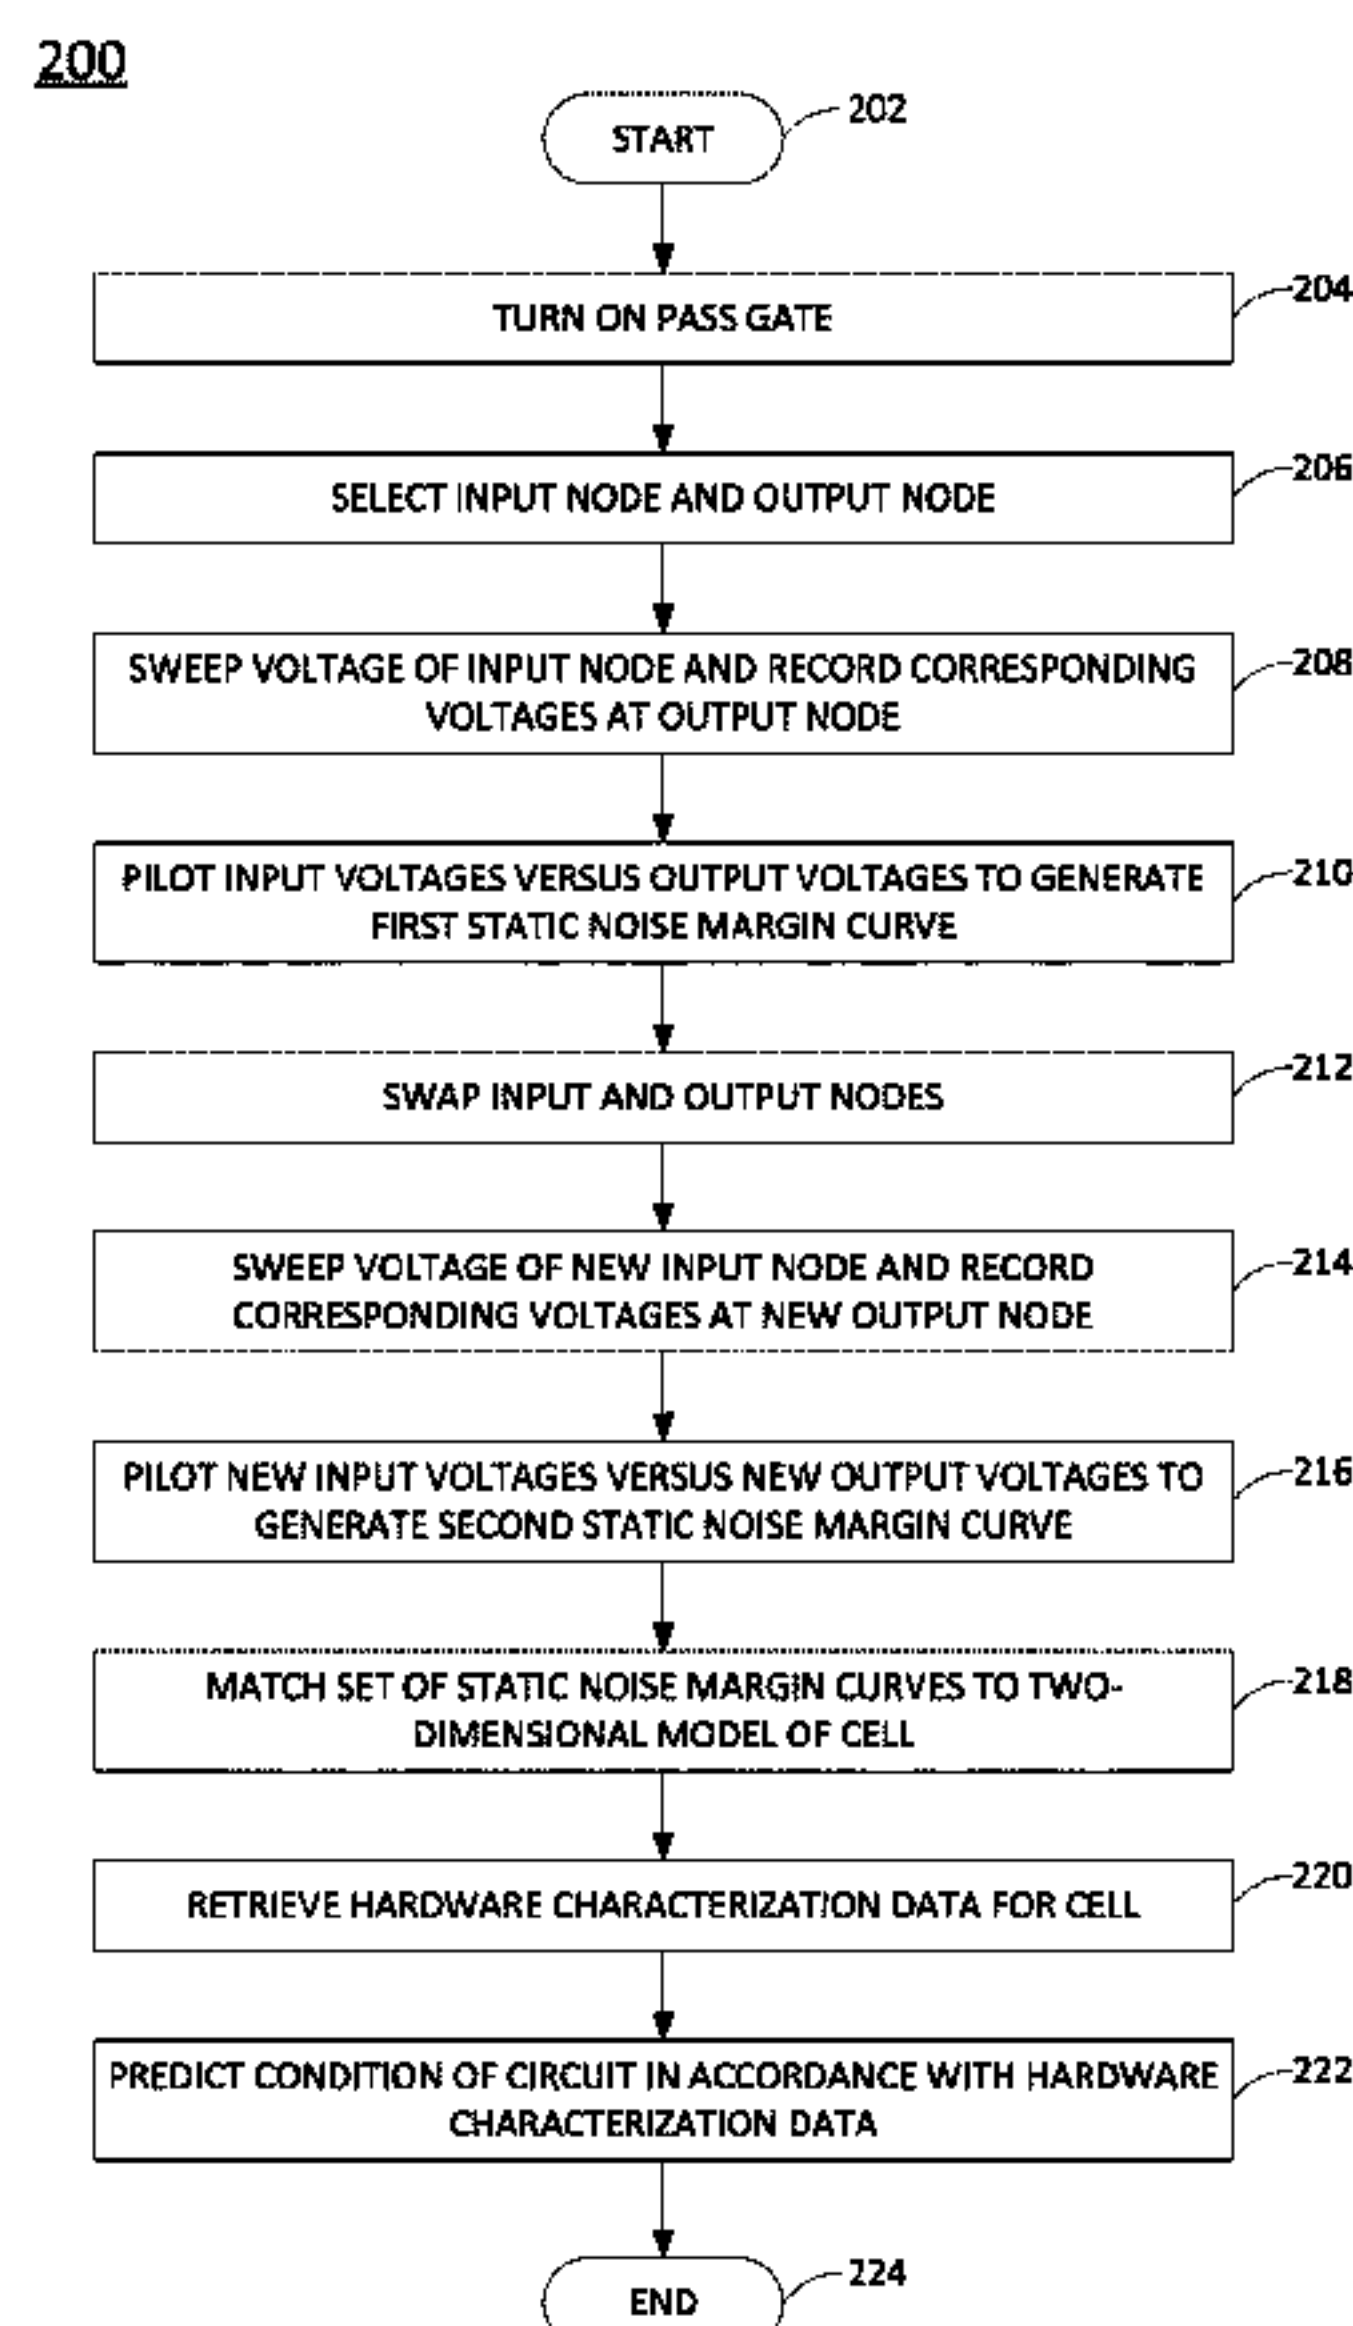 200
START
202
TURN ON PASS GATE
204
SELECT INPUT NODE AND OUTPUT NODE
206
SWEEP VOLTAGE OF INPUT NODE AND RECORD CORRESPONDING
VOLTAGES AT OUTPUT NODE
208
PILOT INPUT VOLTAGES VERSUS OUTPUT VOLTAGES TO GENERATE
FIRST STATIC NOISE MARGIN CURVE
210
SWAP INPUT AND OUTPUT NODES
212
SWEEP VOLTAGE OF NEW INPUT NODE AND RECORD
CORRESPONDING VOLTAGES AT NEW OUTPUT NODE
214
PILOT NEW INPUT VOLTAGES VERSUS NEW OUTPUT VOLTAGES TO
GENERATE SECOND STATIC NOISE MARGIN CURVE
216
MATCH SET OF STATIC NOISE MARGIN CURVES TO TWO-
DIMENSIONAL MODEL OF CELL
218
RETRIEVE HARDWARE CHARACTERIZATION DATA FOR CELL
220
PREDICT CONDITION OF CIRCUIT IN ACCORDANCE WITH HARDWARE
CHARACTERIZATION DATA
222
END
224